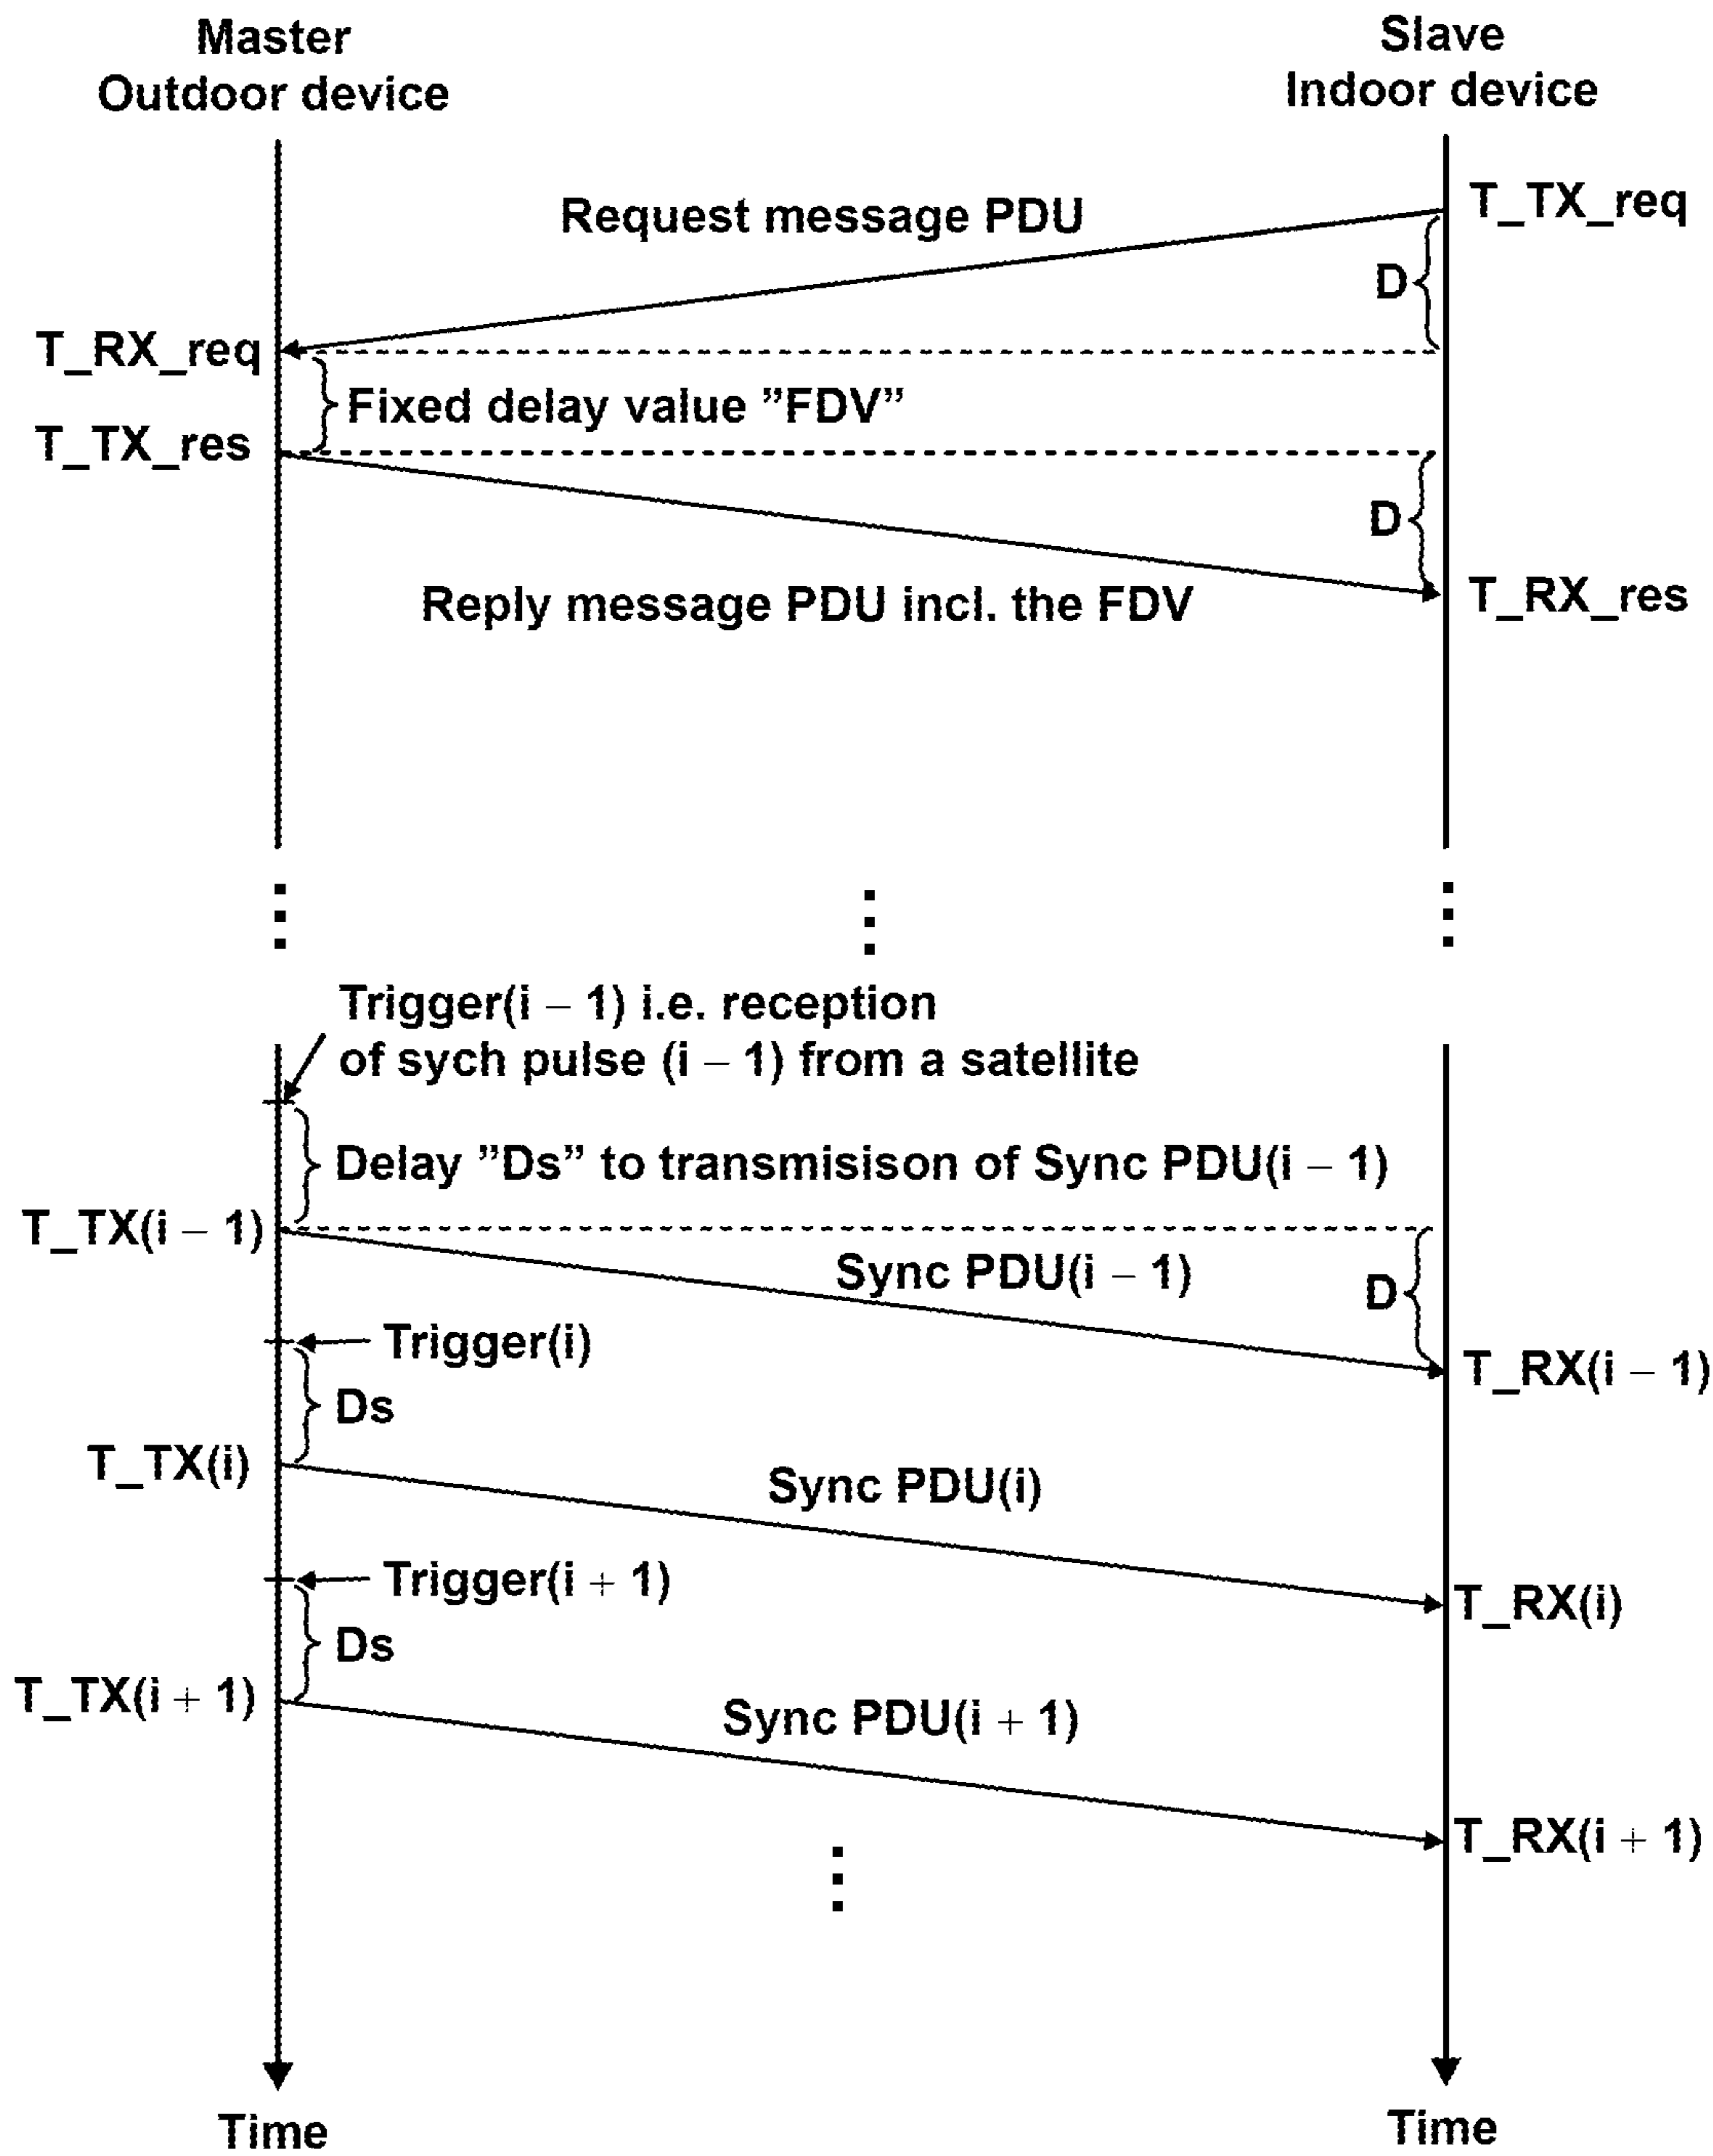 Master
Outdoor device
Slave
Indoor device
T_TX_req
Request message PDU
D
T_RX_req
Fixed delay value ”FDV”
T_TX_res
D
Reply message PDU incl. the FDV
T_RX_res
Trigger(i – 1) i.e. reception
of sych pulse (i – 1) from a satellite
Delay ”Ds” to transmisison of Sync PDU(i – 1)
T_TX(i – 1)
Sync PDU(i – 1)
D
Trigger(i)
T_RX(i – 1)
Ds
T_TX(i)
Sync PDU(i)
Trigger(i + 1)
T_RX(i)
Ds
T_TX(i + 1)
Sync PDU(i + 1)
T_RX(i + 1)
Time
Time